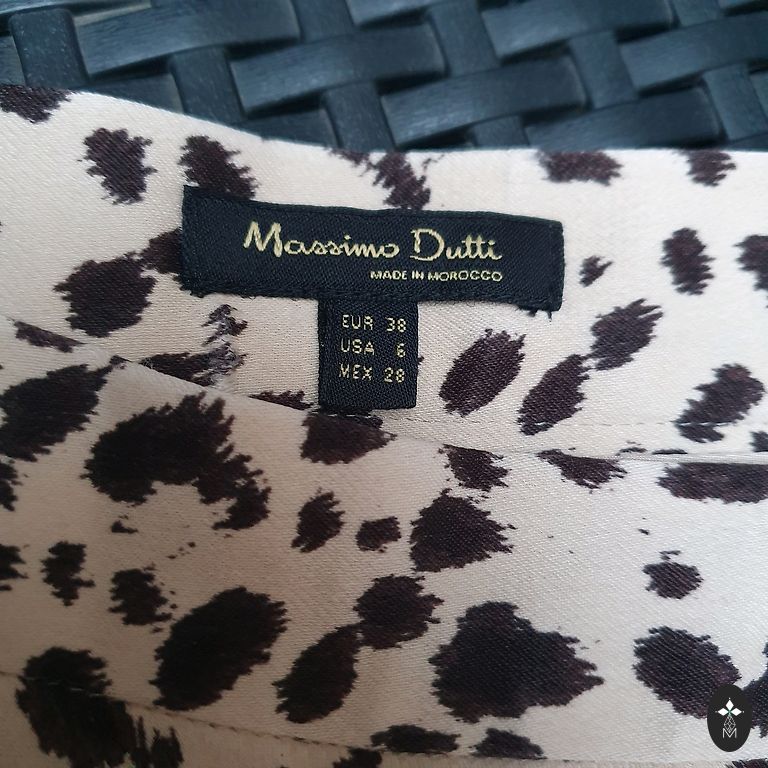 Massimo Dutti
MADE IN MOROCCO
EUR 38
USA 6
MEX 28
M